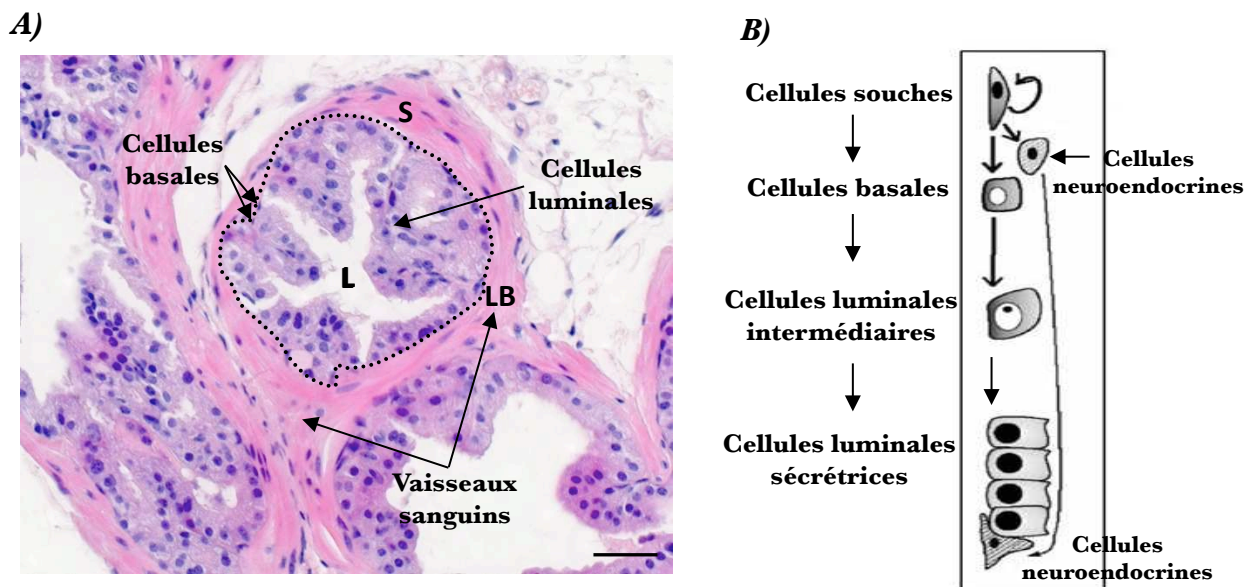 A)
S
Cellules
basales
Cellules
luminales
L
LB
Vaisseaux
sanguins
B)
Cellules souches
Cellules basales
Cellules luminales
intermédiaires
Cellules luminales
sécrétrices
Cellules
neuroendocrines
Cellules
neuroendocrines